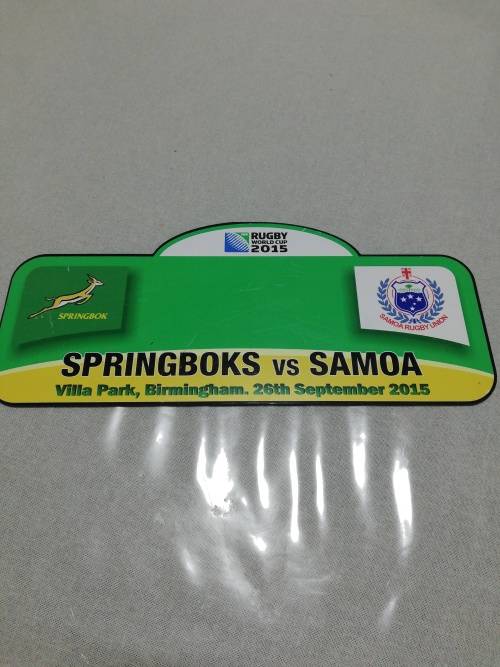 RUGBY
WORLD CUP
2015
SPRINGBOK
SAMOA RUGBY UNION
SPRINGBOKS vs SAMOA
Villa Park, Birmingham. 26th September 2015